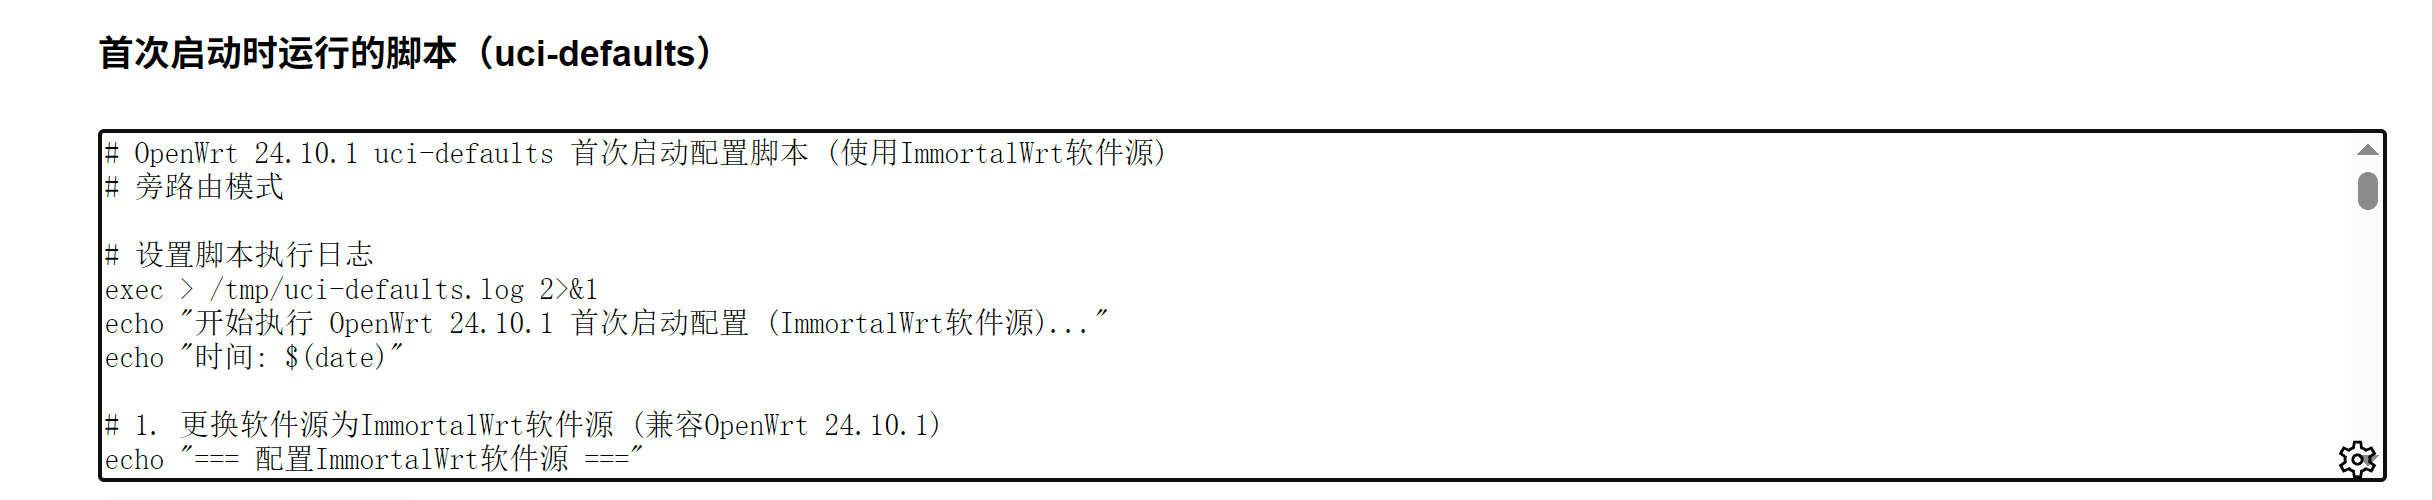 首次启动时运行的脚本（uci-defaults）
# OpenWrt 24.10.1 uci-defaults 首次启动配置脚本 (使用ImmortalWrt软件源)
# 旁路由模式
# 设置脚本执行日志
exec > /tmp/uci-defaults.log 2>&1
echo "开始执行 OpenWrt 24.10.1 首次启动配置 (ImmortalWrt软件源)..."
echo "时间: $(date)"
# 1. 更换软件源为ImmortalWrt软件源 (兼容OpenWrt 24.10.1)
echo "=== 配置ImmortalWrt软件源 ==="